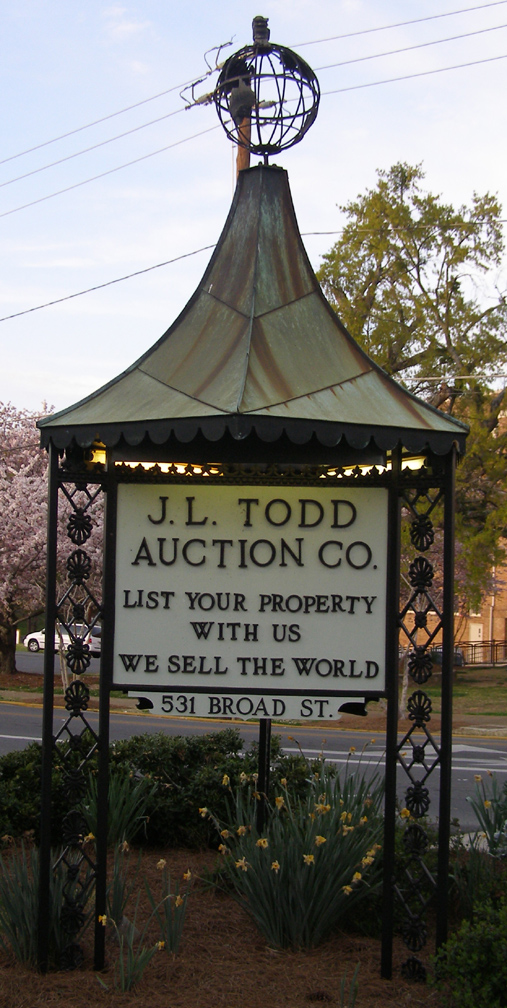 J.L. TODD
AUCTION CO.
LIST YOUR PROPERTY
WITH US
WE SELL THE WORLD
531 BROAD ST.